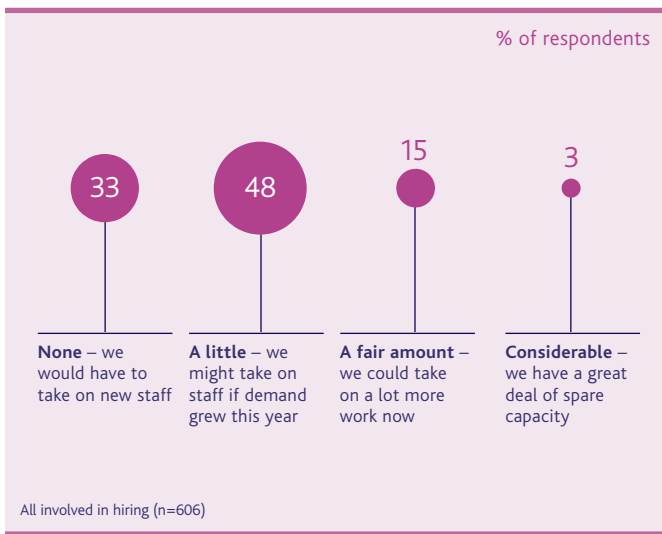 % of respondents
33
48
15
3
None – we
would have to
take on new staff
A little – we
might take on
staff if demand
grew this year
A fair amount –
we could take
on a lot more
work now
Considerable –
we have a great
deal of spare
capacity
All involved in hiring (n=606)